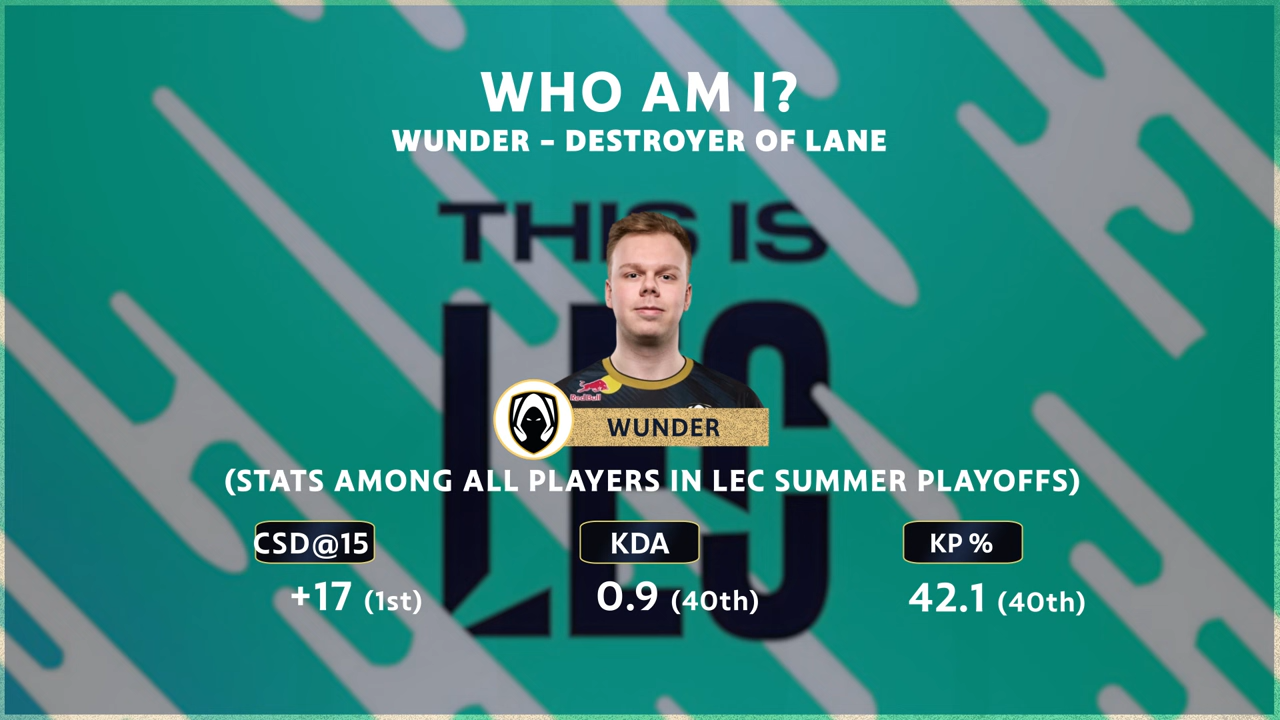 WHO AM I?
WUNDER – DESTROYER OF LANE
THIS IS
LEC
RedBull
WUNDER
(STATS AMONG ALL PLAYERS IN LEC SUMMER PLAYOFFS)
CSD@15 KDA KP %
+17 (1st) 0.9 (40th) 42.1 (40th)